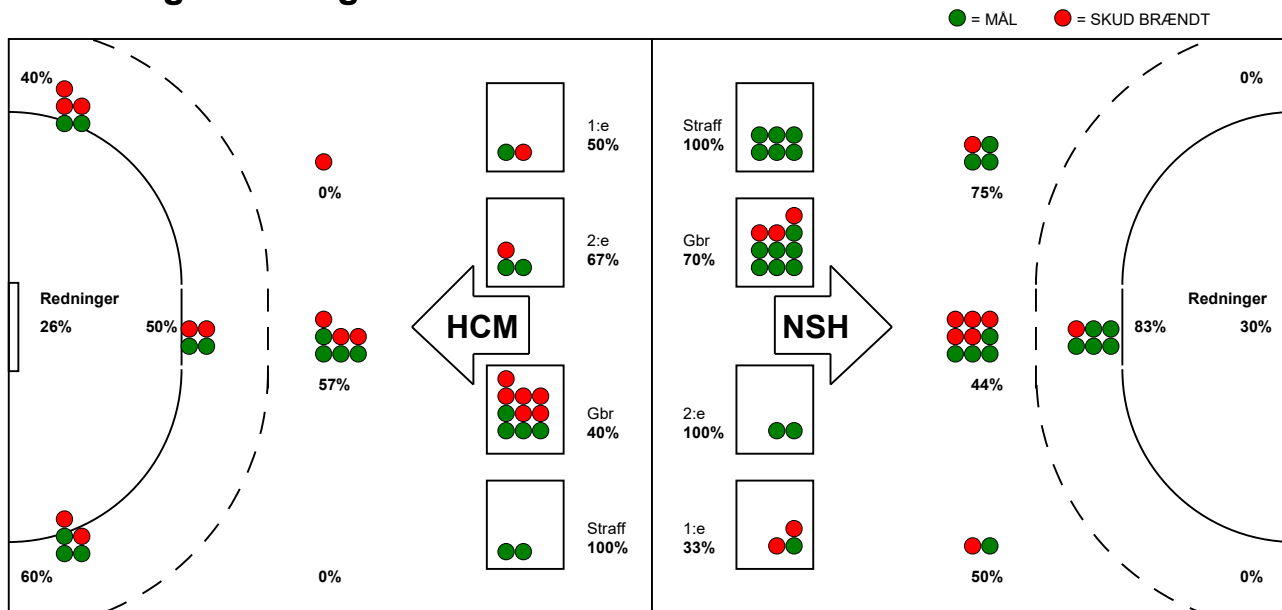 = MÅL
= SKUD BRÆNDT
40%
0%
1:e
50%
Straff
100%
0%
75%
2:e
67%
Gbr
70%
Redninger
26%
50%
HCM
NSH
83%
Redninger
30%
57%
44%
Gbr
40%
2:e
100%
Straff
100%
1:e
33%
60%
0%
50%
0%